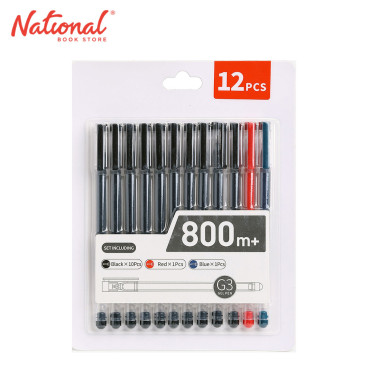 National
BOOK STORE
12PCS
800m+
SET INCLUDING
Black×10Pcs
Red×1Pcs
Blue×1Pcs
G3